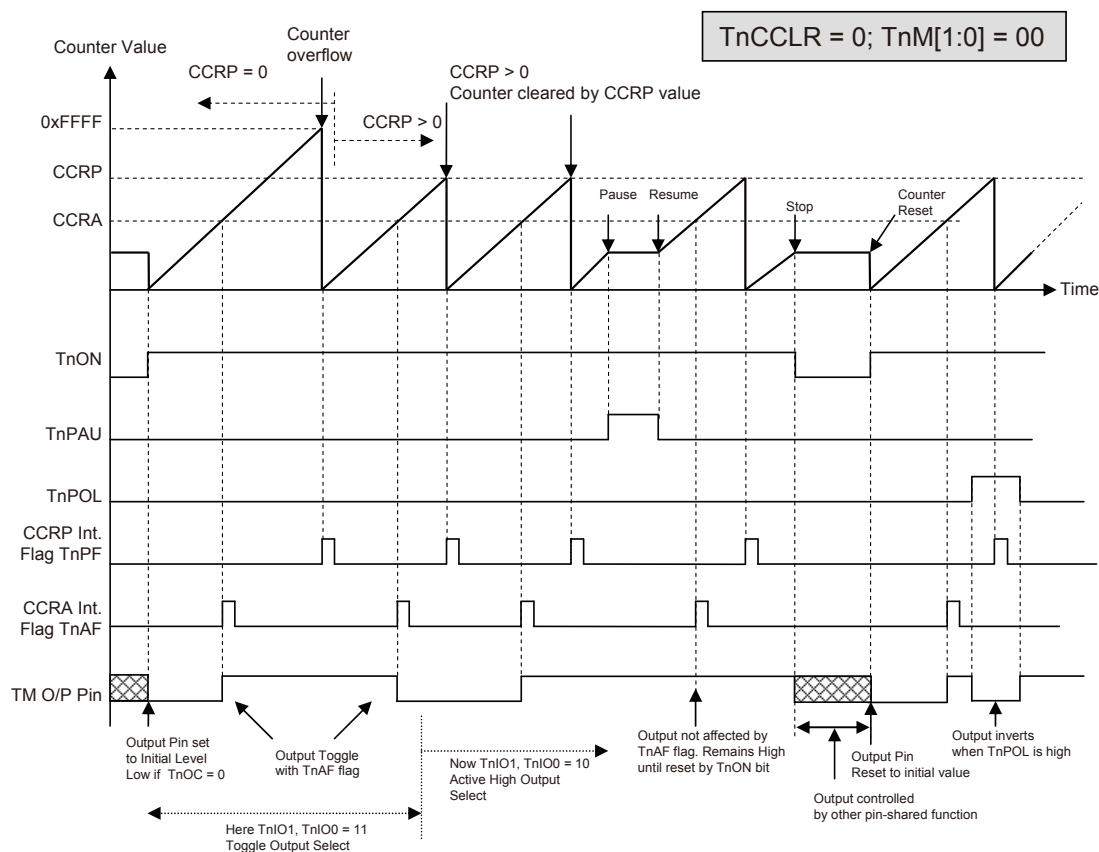 TnCCLR = 0; TnM[1:0] = 00
Counter Value
Counter
overflow
CCRP = 0
CCRP > 0
CCRP > 0
Counter cleared by CCRP value
0xFFFF
CCRP
CCRA
Pause
Resume
Stop
Counter
Reset
Time
TnON
TnPAU
TnPOL
CCRP Int.
Flag TnPF
CCRA Int.
Flag TnAF
TM O/P Pin
Output Pin set
to Initial Level
Low if TnOC = 0
Output Toggle
with TnAF flag
Here TnIO1, TnIO0 = 11
Toggle Output Select
Now TnIO1, TnIO0 = 10
Active High Output
Select
Output not affected by
TnAF flag. Remains High
until reset by TnON bit
Output Pin
Reset to initial value
Output controlled
by other pin-shared function
Output inverts
when TnPOL is high